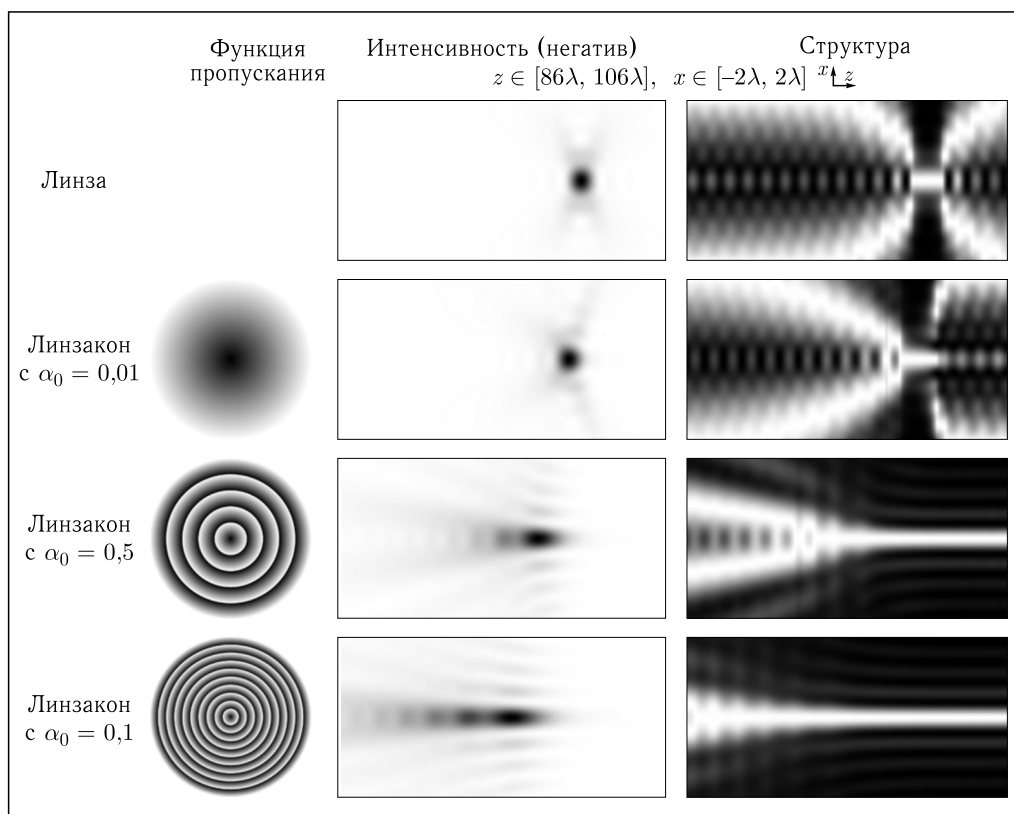 Функция
пропускания
Интенсивность (негатив)
Структура
z ∈ [86λ, 106λ], x ∈ [–2λ, 2λ]
x z
Линза
Линзакон
с α₀ = 0,01
Линзакон
с α₀ = 0,5
Линзакон
с α₀ = 0,1